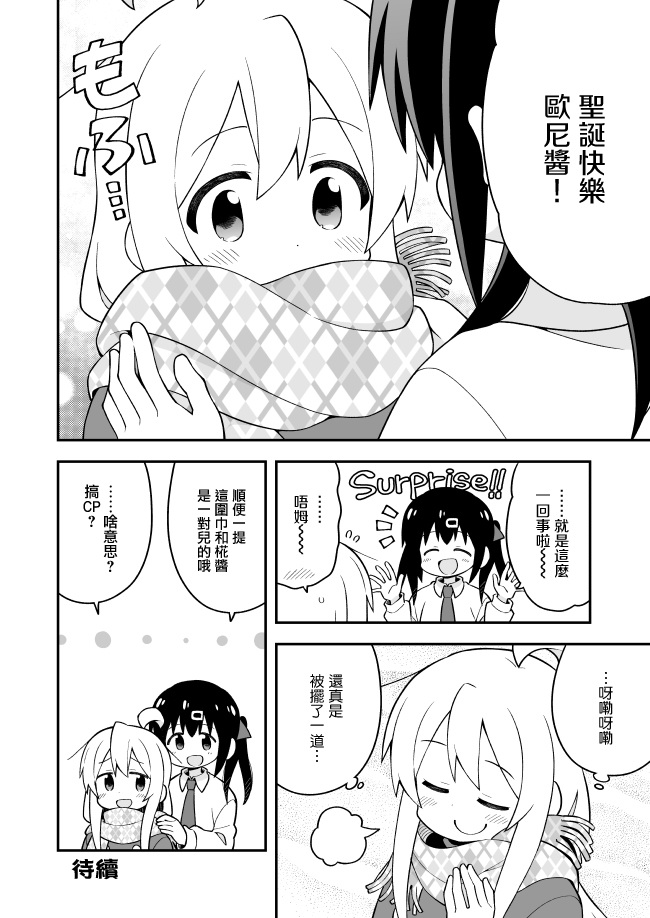 聖誕快樂
歐尼醬！
もふ……
……就是這麼
一回事啦～～
Surprise!!
……
唔姆～～
…呀嘞呀嘞
還真是
被擺了一道…
順便一提
這圍巾和椛醬
是一對兒的哦
……啥意思？
搞CP？
待續